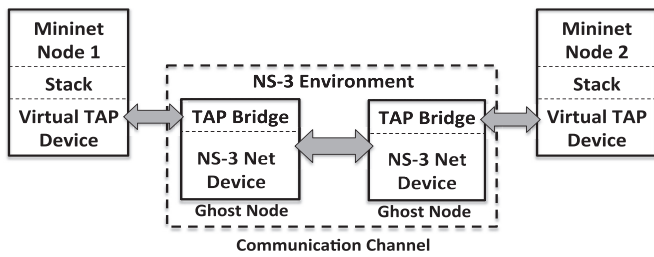 Mininet
Node 1
Stack
Virtual TAP
Device
NS-3 Environment
TAP Bridge
NS-3 Net
Device
Ghost Node
TAP Bridge
NS-3 Net
Device
Ghost Node
Mininet
Node 2
Stack
Virtual TAP
Device
Communication Channel